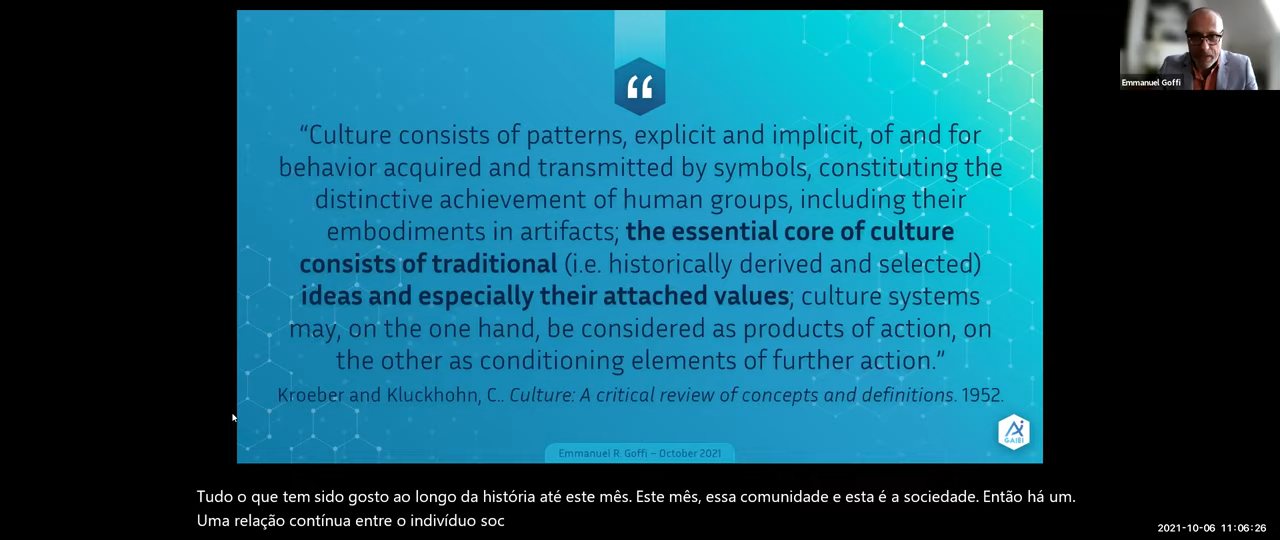 “Culture consists of patterns, explicit and implicit, of and for
behavior acquired and transmitted by symbols, constituting the
distinctive achievement of human groups, including their
embodiments in artifacts; the essential core of culture
consists of traditional (i.e. historically derived and selected)
ideas and especially their attached values; culture systems
may, on the one hand, be considered as products of action, on
the other as conditioning elements of further action.”
Kroeber and Kluckhohn, C.. Culture: A critical review of concepts and definitions. 1952.
GAIEI
Emmanuel R. Goffi – October 2021
Emmanuel Goffi
Tudo o que tem sido gosto ao longo da história até este mês. Este mês, essa comunidade e esta é a sociedade. Então há um.
Uma relação contínua entre o indivíduo soc
2021-10-06 11:06:26